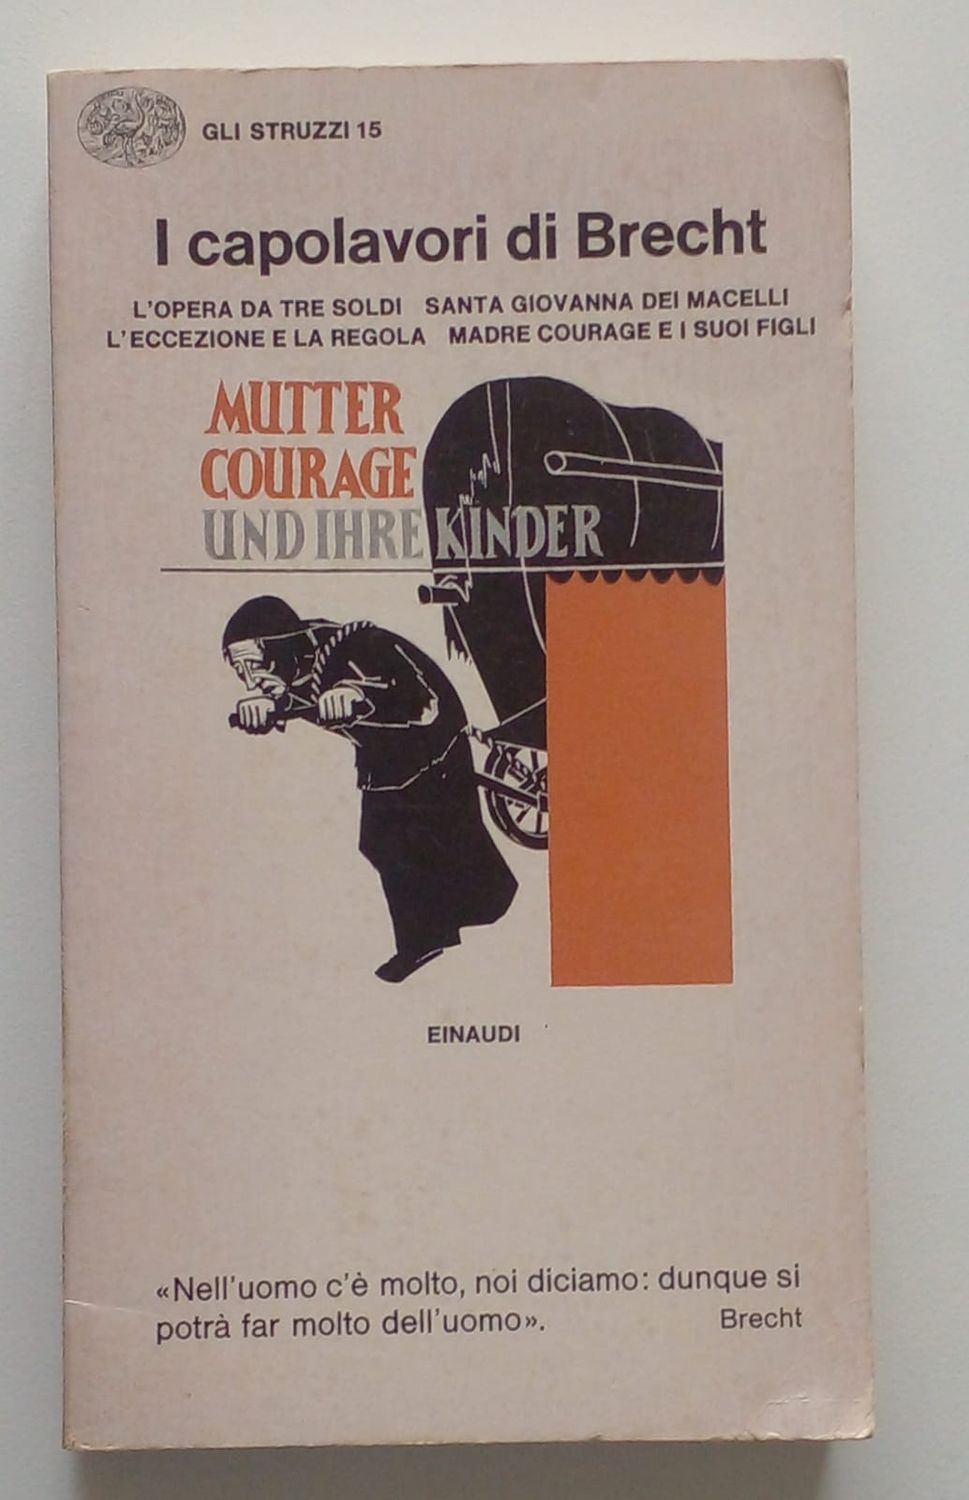 GLI STRUZZI 15
I capolavori di Brecht
L'OPERA DA TRE SOLDI SANTA GIOVANNA DEI MACELLI
L'ECCEZIONE E LA REGOLA MADRE COURAGE E I SUOI FIGLI
MUTTER
COURAGE
UND IHRE KINDER
EINAUDI
«Nell'uomo c'è molto, noi diciamo: dunque si
potrà far molto dell'uomo». Brecht